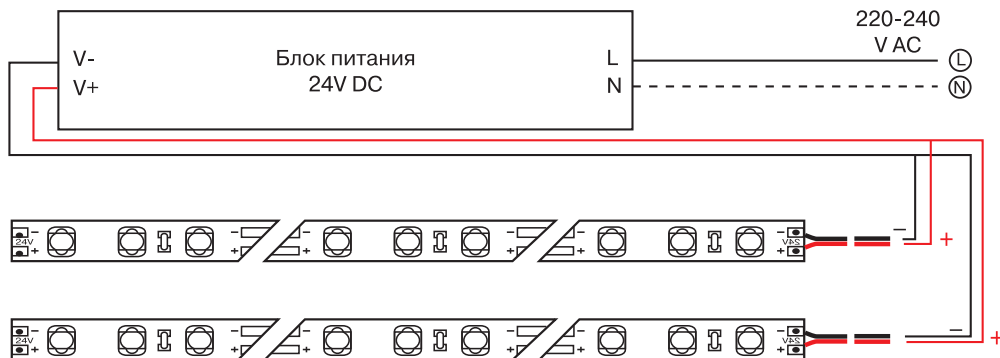 220-240
V AC
V-
Блок питания
L
L
V+
24V DC
N
N
- - - - - -
24V 24V
+ + + + + +
-
+
- - - - - -
24V 24V
+ + + + + +
-
+